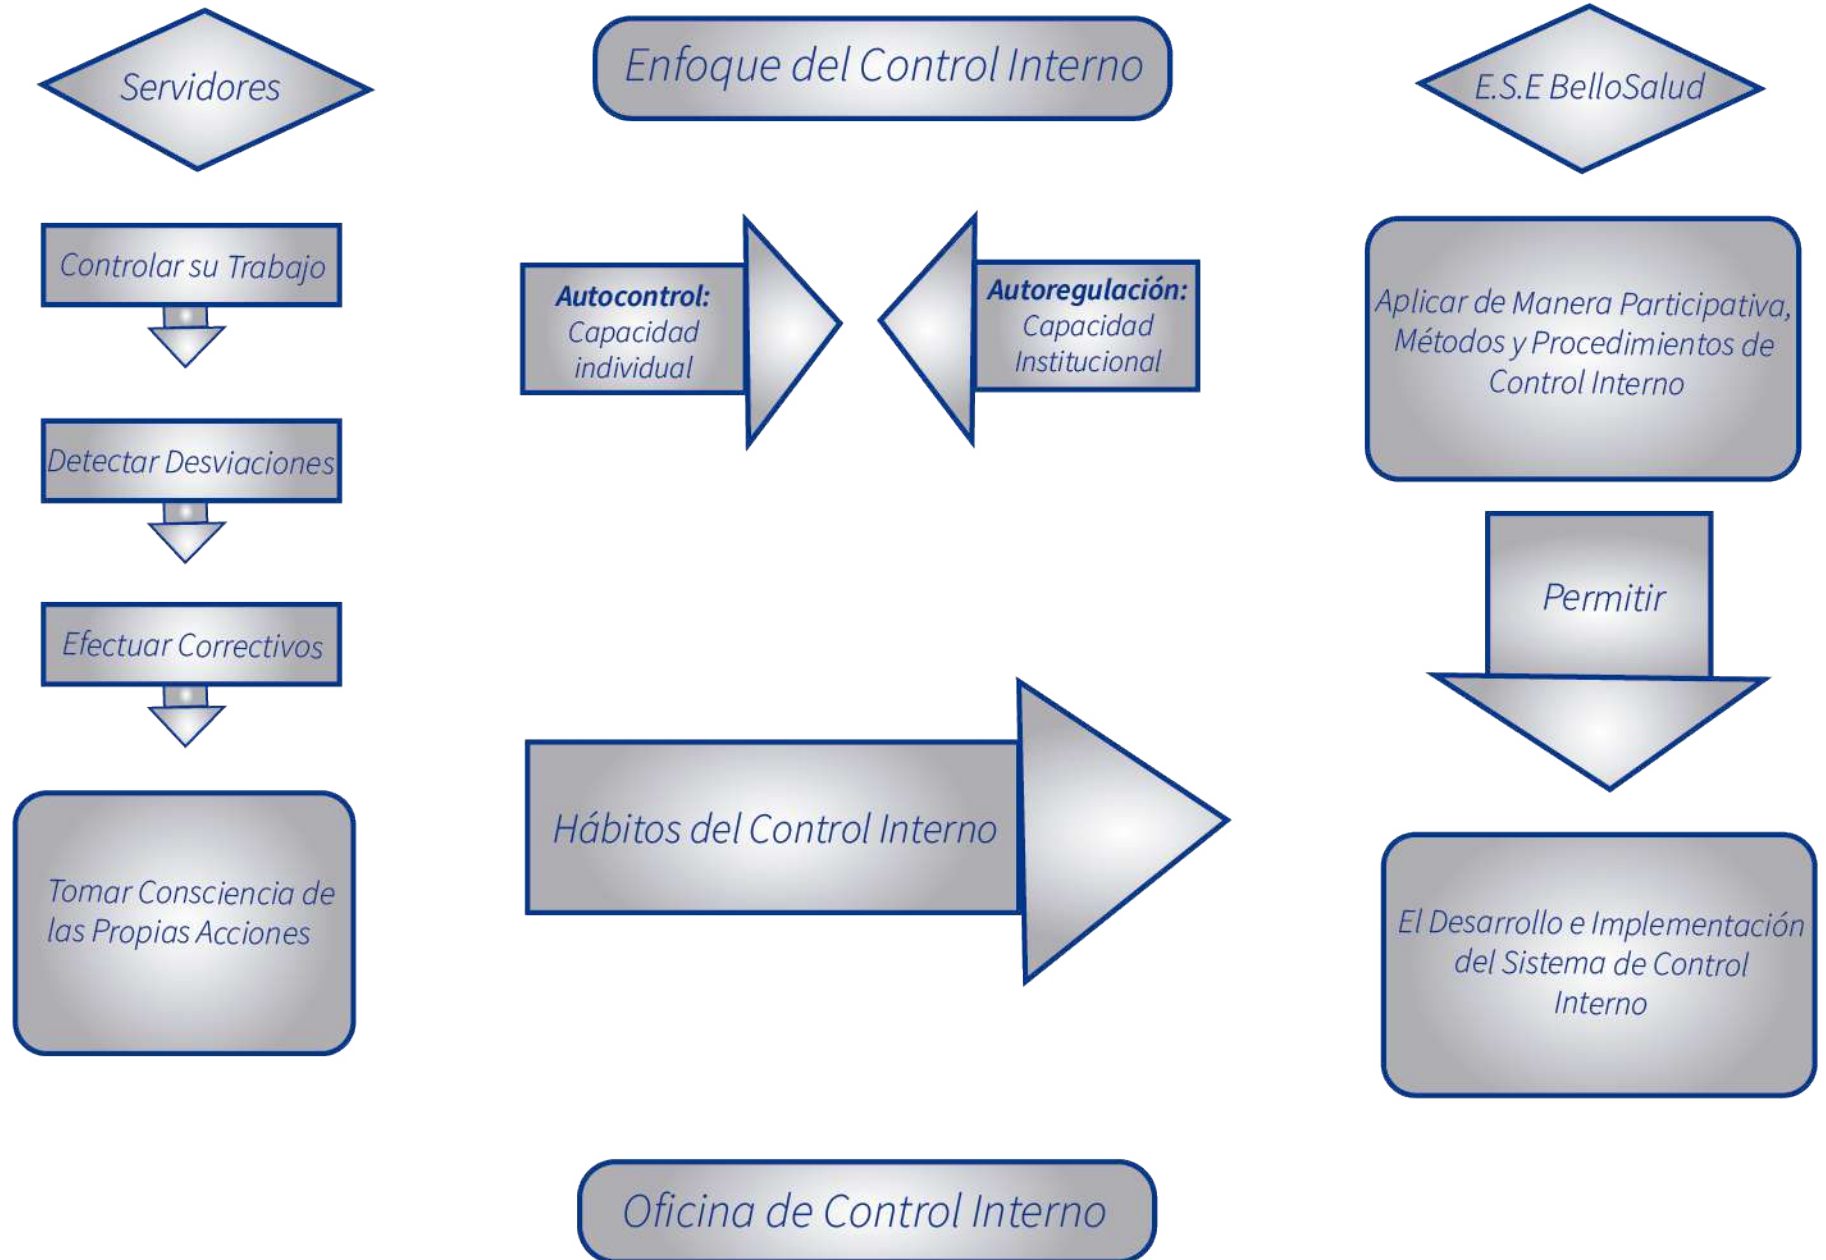 Servidores
Enfoque del Control Interno
E.S.E BelloSalud
Controlar su Trabajo
Detectar Desviaciones
Efectuar Correctivos
Tomar Consciencia de
las Propias Acciones
Autocontrol:
Capacidad
individual
Autoregulación:
Capacidad
Institucional
Hábitos del Control Interno
Aplicar de Manera Participativa,
Métodos y Procedimientos de
Control Interno
Permitir
El Desarrollo e Implementación
del Sistema de Control
Interno
Oficina de Control Interno